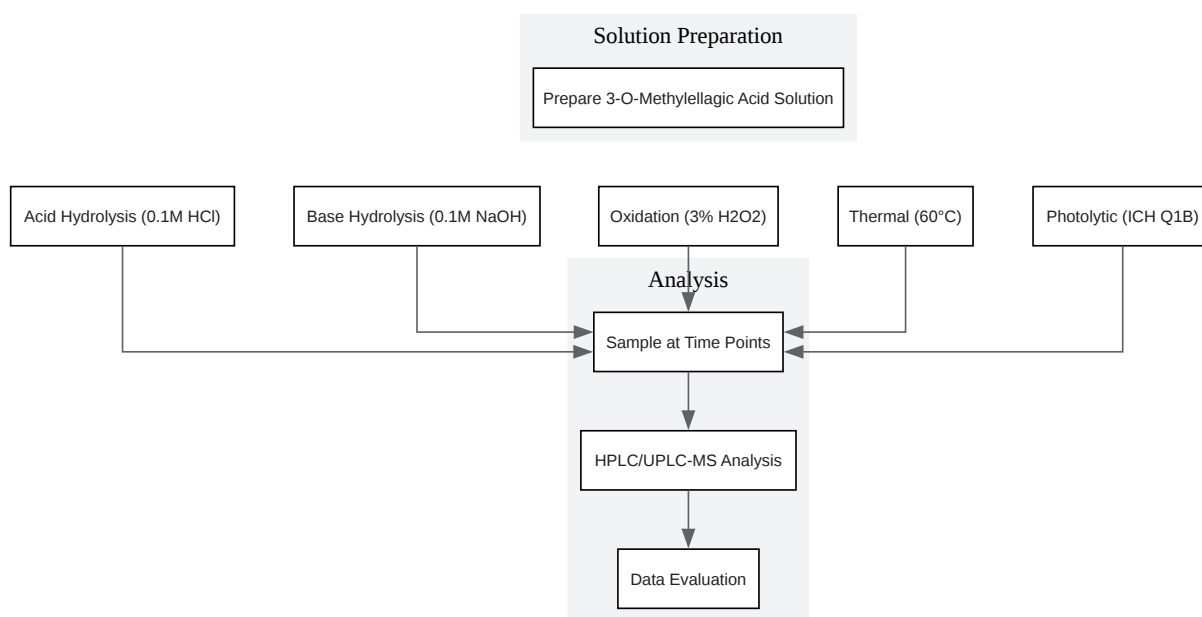 Solution Preparation
Prepare 3-O-Methylellagic Acid Solution
Acid Hydrolysis (0.1M HCl)
Base Hydrolysis (0.1M NaOH)
Oxidation (3% H2O2)
Thermal (60°C)
Photolytic (ICH Q1B)
Analysis
Sample at Time Points
HPLC/UPLC-MS Analysis
Data Evaluation